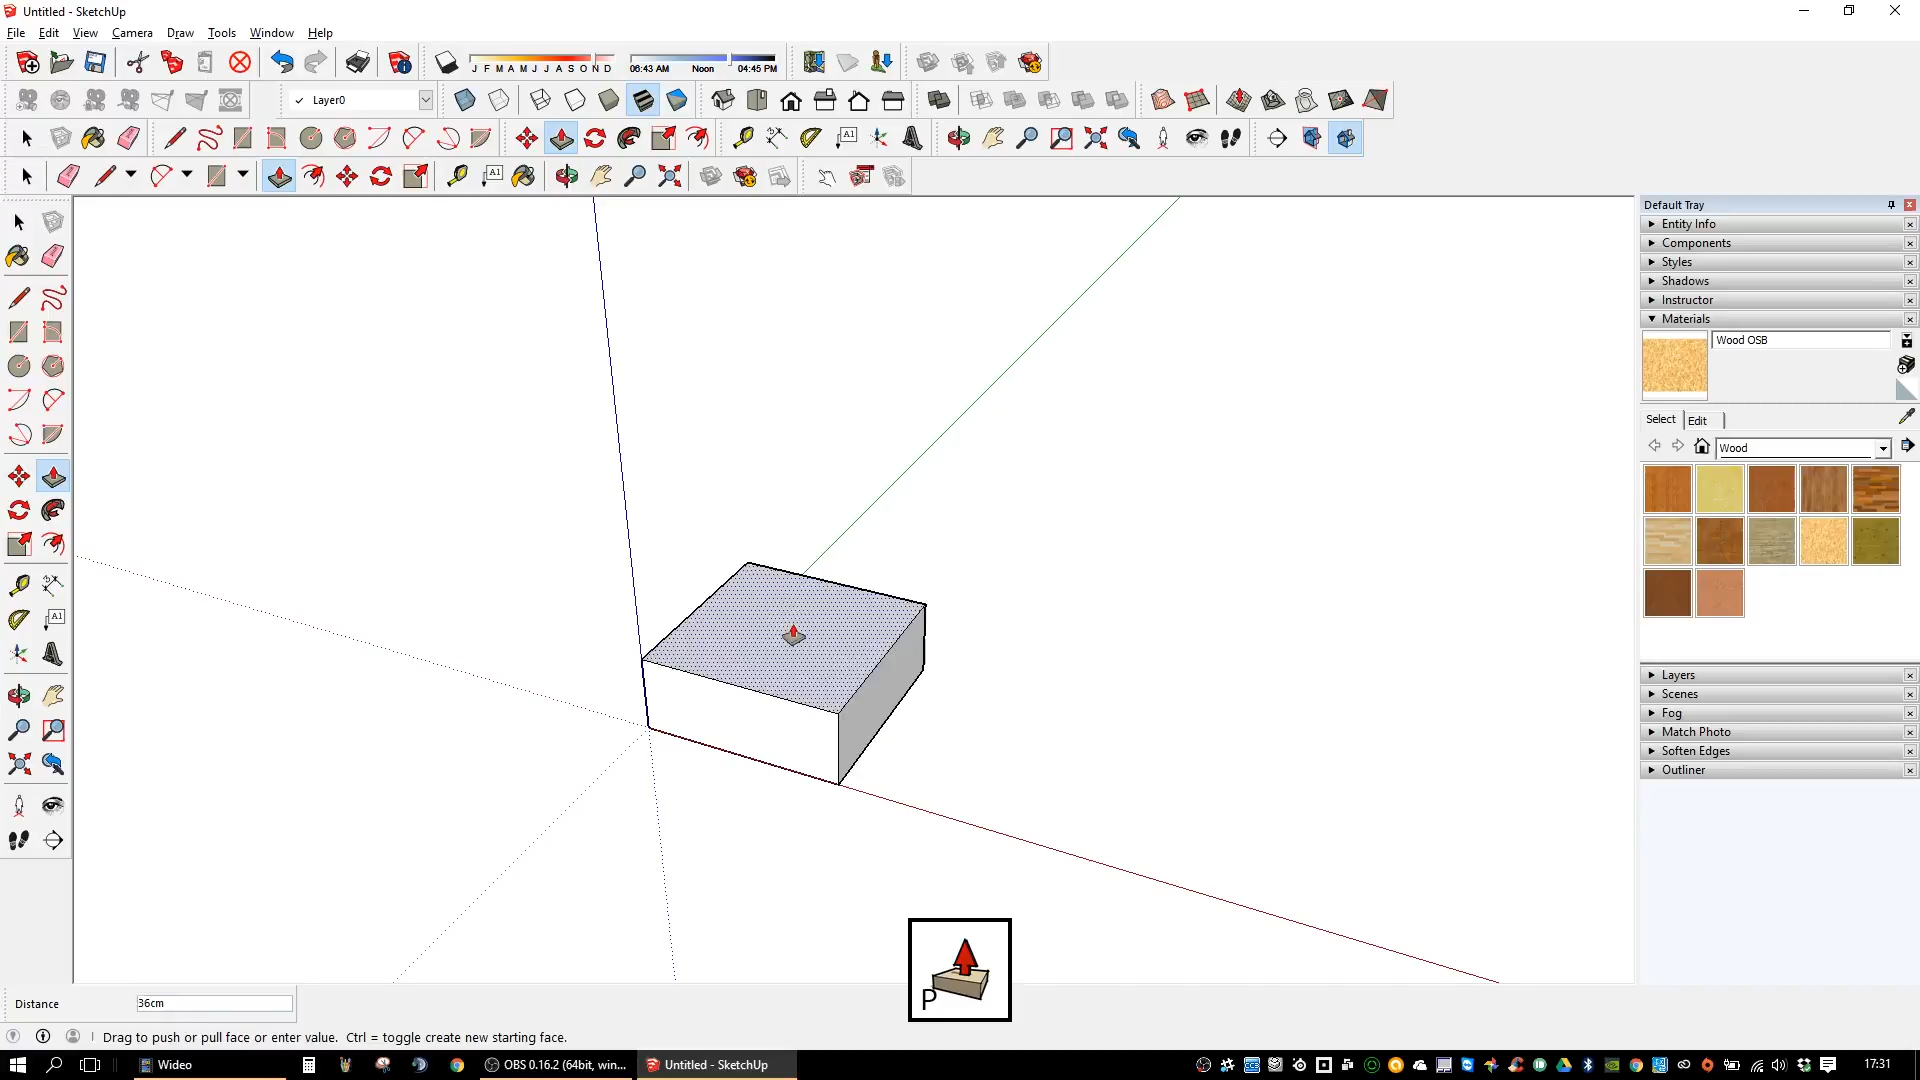 Untitled - SketchUp
File Edit View Camera Draw Tools Window Help
J F M A M J J A S O N D 06:43 AM Noon 04:45 PM
Layer0
A1
A1
Default Tray
Entity Info
Components
Styles
Shadows
Instructor
Materials
Wood OSB
Select Edit
Wood
A1
Layers
Scenes
Fog
Match Photo
Soften Edges
Outliner
P
Distance 36cm
Drag to push or pull face or enter value. Ctrl = toggle create new starting face.
Wideo OBS 0.16.2 (64bit, win... Untitled - SketchUp 17:31